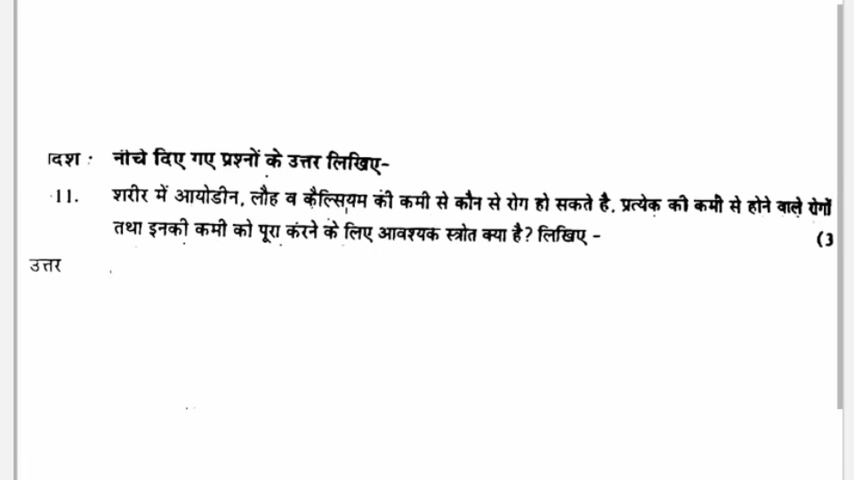 दिश : नीचे दिए गए प्रश्नों के उत्तर लिखिए-
11. शरीर में आयोडीन, लौह व कैल्सियम की कमी से कौन से रोग हो सकते है. प्रत्येक की कमी से होने वाले रोगों
तथा इनकी कमी को पूरा करने के लिए आवश्यक स्त्रोत क्या है? लिखिए - (3
उत्तर